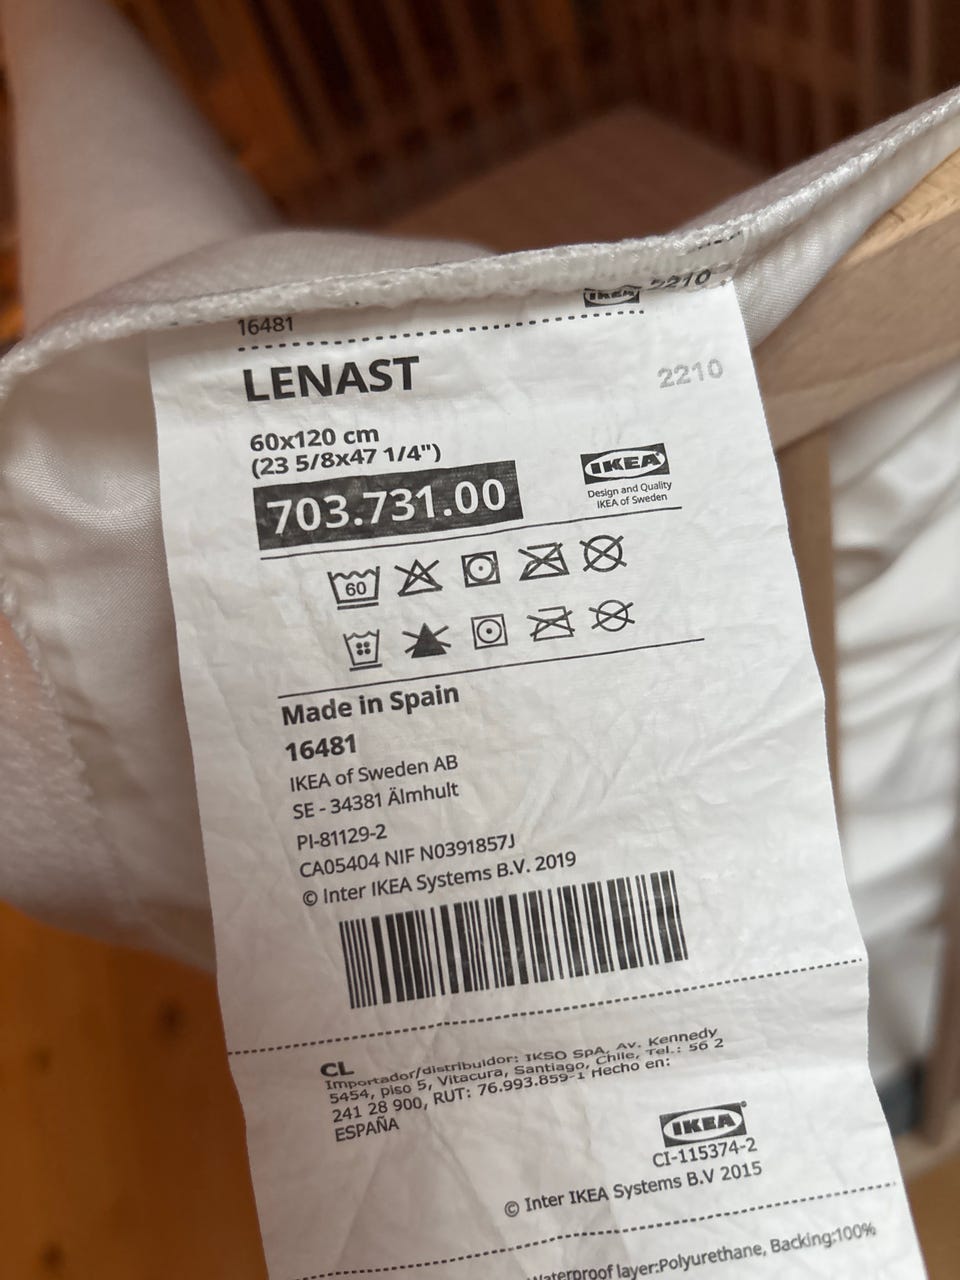 IKEA 2210
16481
LENAST 2210
60x120 cm
(23 5/8x47 1/4")
703.731.00
IKEA
Design and Quality
IKEA of Sweden
60
Made in Spain
16481
IKEA of Sweden AB
SE - 34381 Älmhult
PI-81129-2
CA05404 NIF N0391857J
© Inter IKEA Systems B.V. 2019
CL
Importador/distribuidor: IKSO SpA, Av. Kennedy
5454, piso 5, Vitacura, Santiago, Chile, Tel.: 56 2
241 28 900, RUT: 76.993.859-1 Hecho en:
ESPAÑA
IKEA
CI-115374-2
© Inter IKEA Systems B.V 2015
Waterproof layer:Polyurethane, Backing:100%